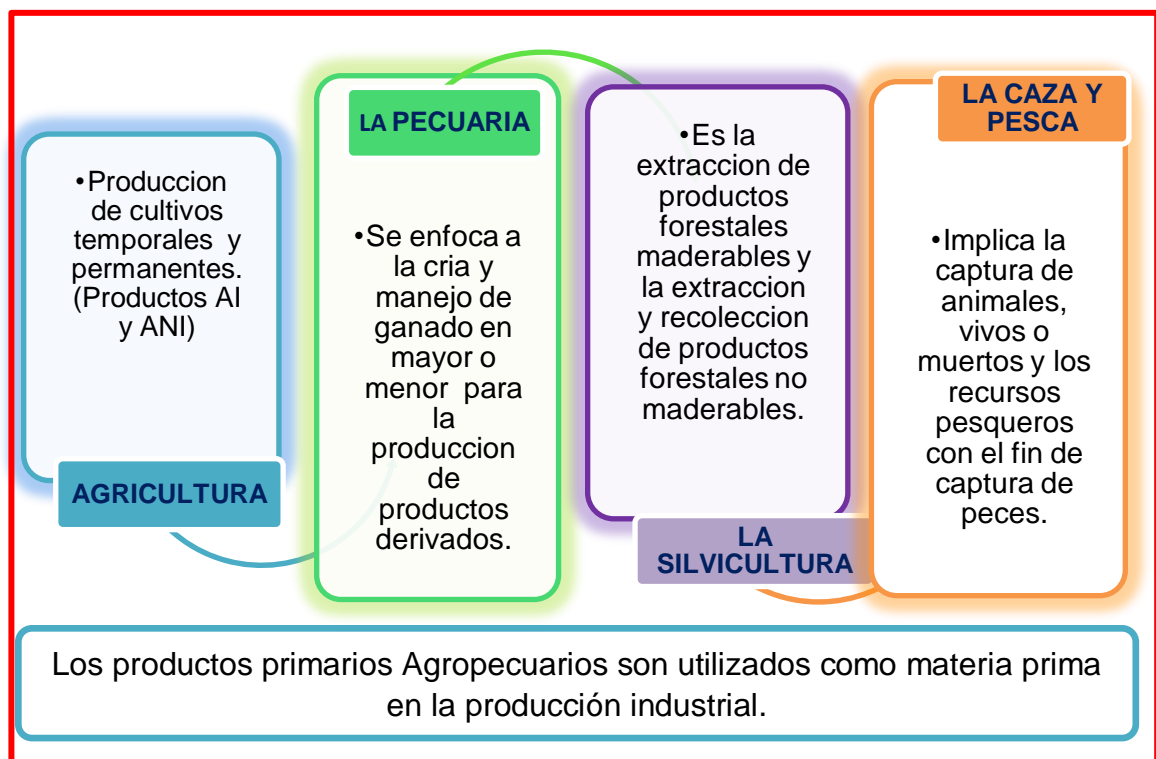 •Produccion
de cultivos
temporales y
permanentes.
(Productos AI
y ANI)
AGRICULTURA
LA PECUARIA
•Se enfoca a
la cria y
manejo de
ganado en
mayor o
menor para
la
produccion
de
productos
derivados.
•Es la
extraccion de
productos
forestales
maderables y
la extraccion
y recoleccion
de productos
forestales no
maderables.
LA
SILVICULTURA
LA CAZA Y
PESCA
•Implica la
captura de
animales,
vivos o
muertos y los
recursos
pesqueros
con el fin de
captura de
peces.
Los productos primarios Agropecuarios son utilizados como materia prima
en la producción industrial.